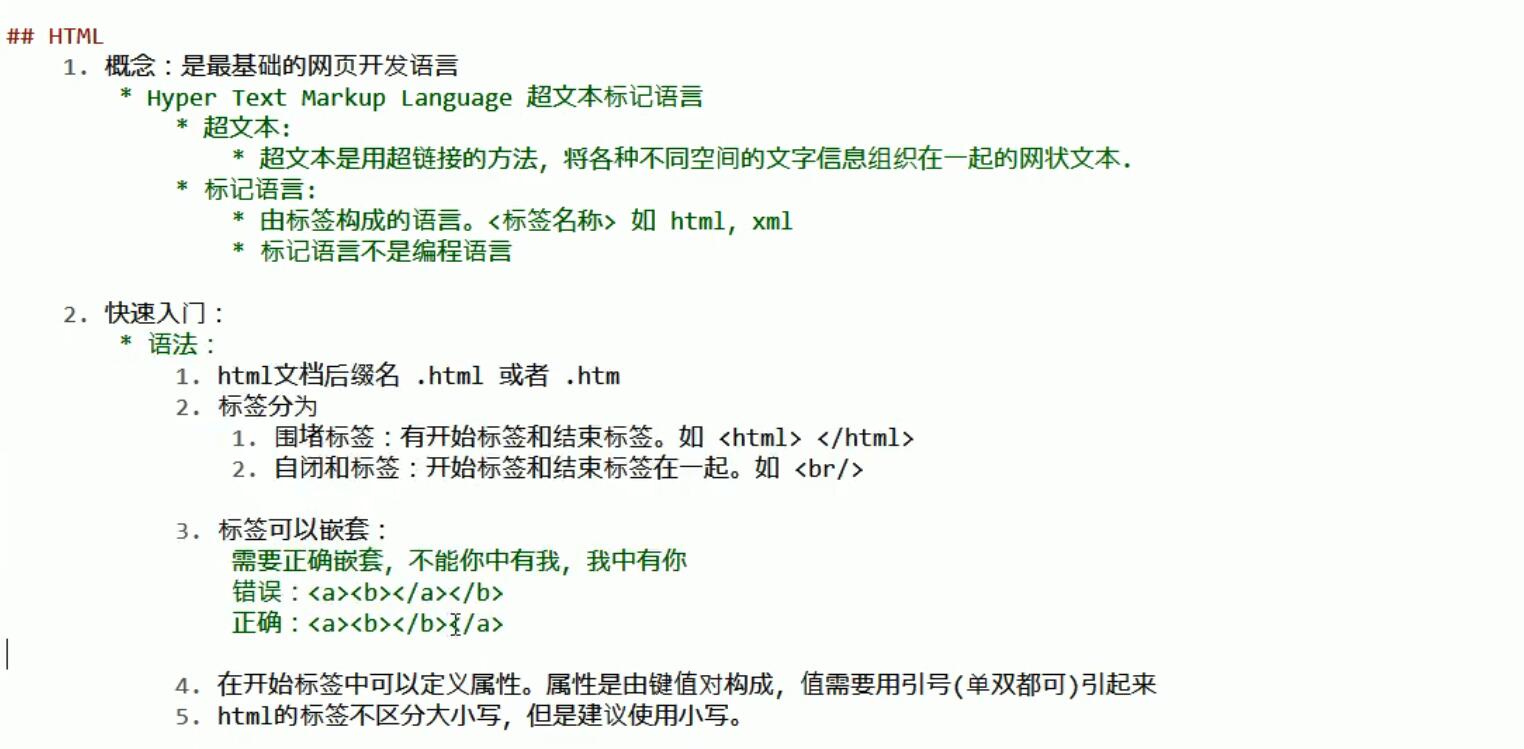 ## HTML
1. 概念：是最基础的网页开发语言
* Hyper Text Markup Language 超文本标记语言
* 超文本:
* 超文本是用超链接的方法，将各种不同空间的文字信息组织在一起的网状文本.
* 标记语言:
* 由标签构成的语言。<标签名称> 如 html, xml
* 标记语言不是编程语言
2. 快速入门：
* 语法：
1. html文档后缀名 .html 或者 .htm
2. 标签分为
1. 围堵标签：有开始标签和结束标签。如 <html> </html>
2. 自闭和标签：开始标签和结束标签在一起。如 <br/>
3. 标签可以嵌套：
需要正确嵌套，不能你中有我，我中有你
错误：<a><b></a></b>
正确：<a><b></b></a>
4. 在开始标签中可以定义属性。属性是由键值对构成，值需要用引号(单双都可)引起来
5. html的标签不区分大小写，但是建议使用小写。